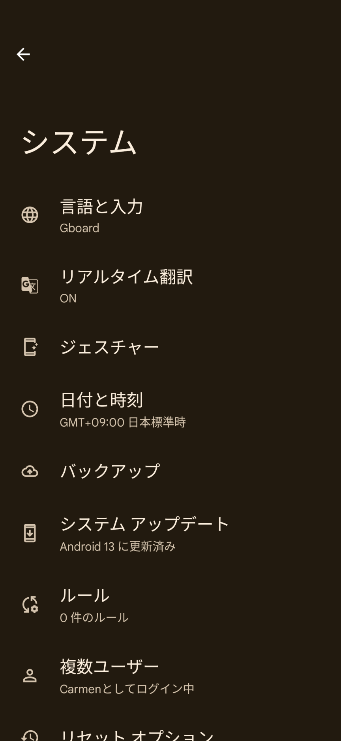 システム
言語と入力
Gboard
リアルタイム翻訳
ON
ジェスチャー
日付と時刻
GMT+09:00 日本標準時
バックアップ
システム アップデート
Android 13 に更新済み
ルール
0 件のルール
複数ユーザー
Carmenとしてログイン中
リセット オプション